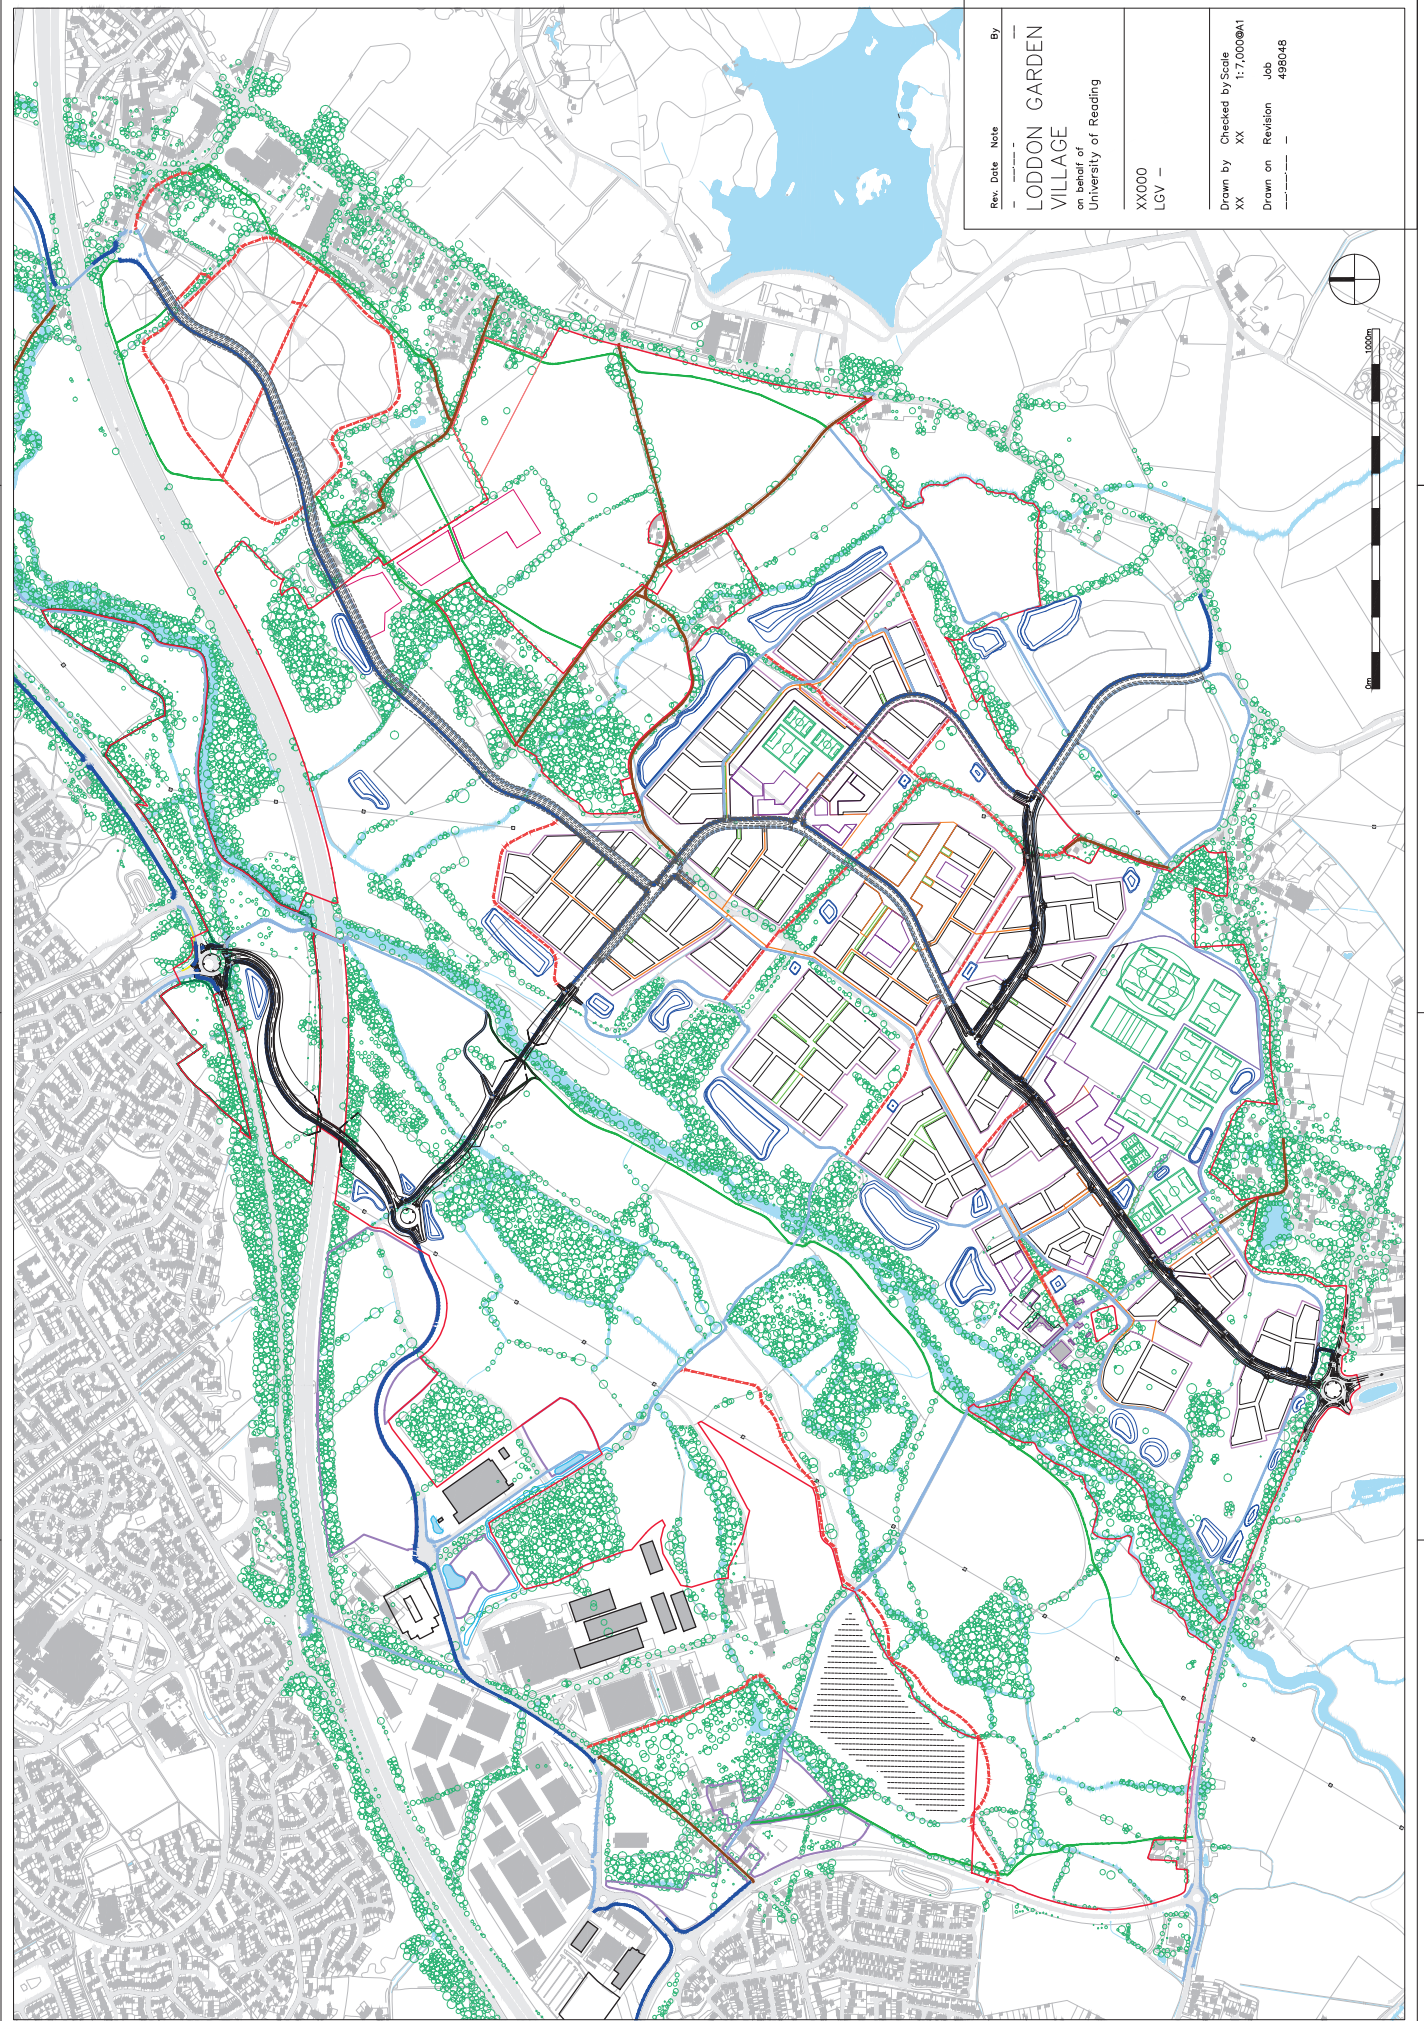 Rev. Date Note By
- --.--.-- - --
LODDON GARDEN
VILLAGE
on behalf of
University of Reading
XX000
LGV -
Drawn by Checked by Scale
XX XX 1:7,000@A1
Drawn on Revision Job
--.--.-- - 498048
0m 1000m